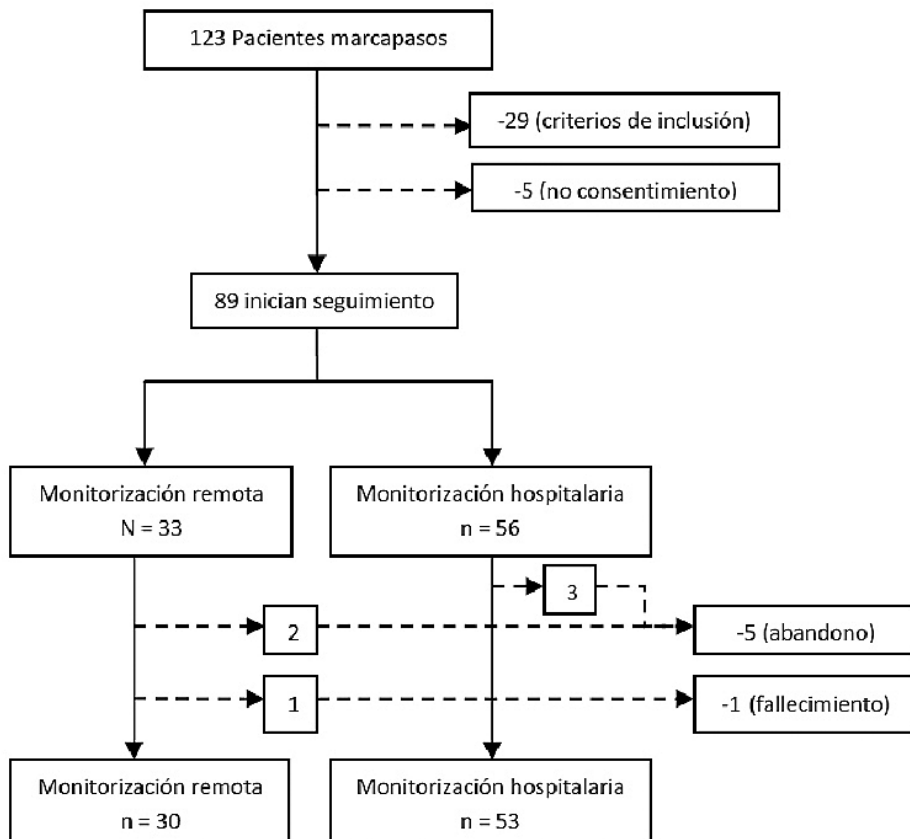 123 Pacientes marcapasos
-29 (criterios de inclusión)
-5 (no consentimiento)
89 inician seguimiento
Monitorización remota
N = 33
Monitorización hospitalaria
n = 56
3
2
-5 (abandono)
1
-1 (fallecimiento)
Monitorización remota
n = 30
Monitorización hospitalaria
n = 53